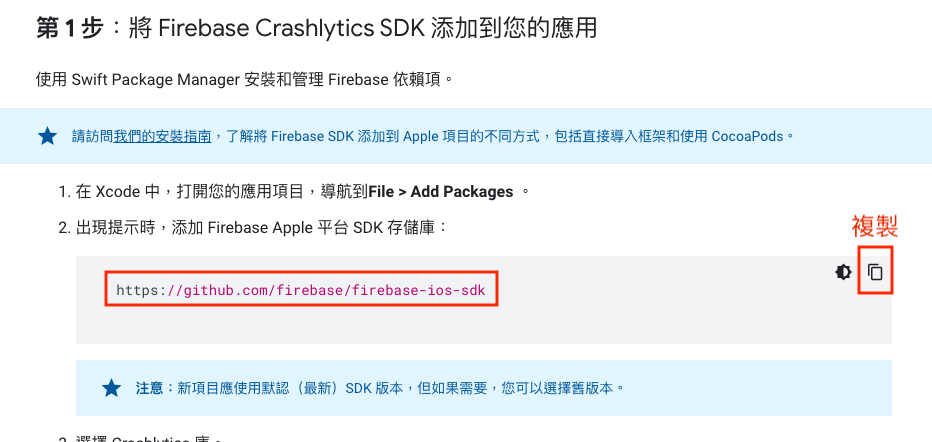 第 1 步：將 Firebase Crashlytics SDK 添加到您的應用
使用 Swift Package Manager 安裝和管理 Firebase 依賴項。
請訪問我們的安裝指南，了解將 Firebase SDK 添加到 Apple 項目的不同方式，包括直接導入框架和使用 CocoaPods。
1. 在 Xcode 中，打開您的應用項目，導航到File > Add Packages 。
2. 出現提示時，添加 Firebase Apple 平台 SDK 存儲庫：
複製
https://github.com/firebase/firebase-ios-sdk
注意：新項目應使用默認（最新）SDK 版本，但如果需要，您可以選擇舊版本。
3. 選擇 Crashlytics 庫。